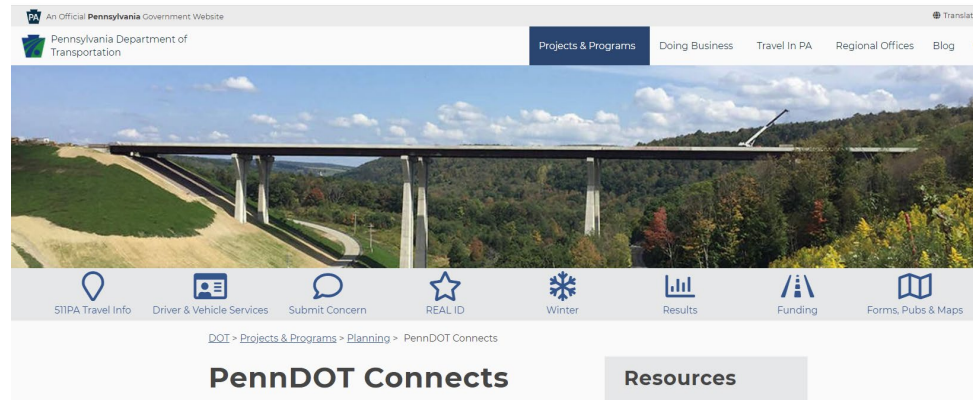 PA An Official Pennsylvania Government Website
Translat
Pennsylvania Department of
Transportation
Projects & Programs
Doing Business
Travel In PA
Regional Offices
Blog
511PA Travel Info
Driver & Vehicle Services
Submit Concern
REAL ID
Winter
Results
Funding
Forms, Pubs & Maps
DOT > Projects & Programs > Planning > PennDOT Connects
PennDOT Connects
Resources